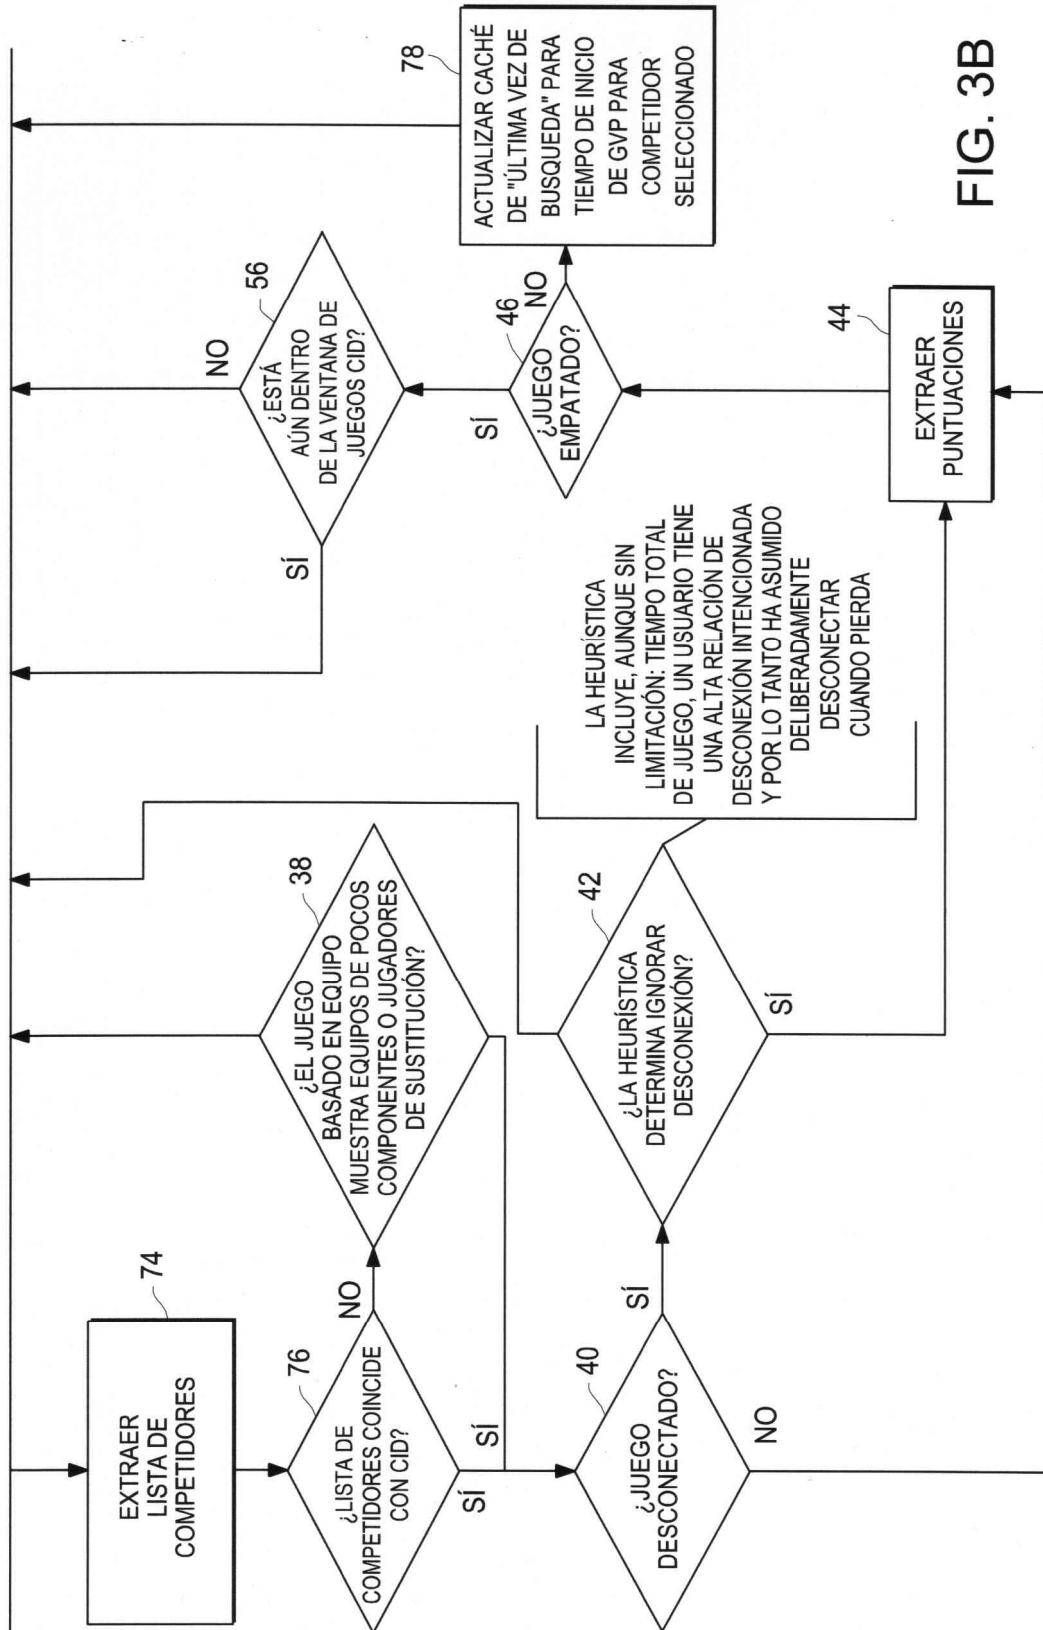 EXTRAER
LISTA DE
COMPETIDORES
74
¿LISTA DE
COMPETIDORES COINCIDE
CON CID?
76
NO
SÍ
SÍ
¿EL JUEGO
BASADO EN EQUIPO
MUESTRA EQUIPOS DE POCOS
COMPONENTES O JUGADORES
DE SUSTITUCIÓN?
38
¿JUEGO
DESCONECTADO?
40
SÍ
NO
¿LA HEURÍSTICA
DETERMINA IGNORAR
DESCONEXIÓN?
42
SÍ
LA HEURÍSTICA
INCLUYE, AUNQUE SIN
LIMITACIÓN: TIEMPO TOTAL
DE JUEGO, UN USUARIO TIENE
UNA ALTA RELACIÓN DE
DESCONEXIÓN INTENCIONADA
Y POR LO TANTO HA ASUMIDO
DELIBERADAMENTE
DESCONECTAR
CUANDO PIERDA
EXTRAER
PUNTUACIONES
44
¿JUEGO
EMPATADO?
46
SÍ
NO
¿ESTÁ
AÚN DENTRO
DE LA VENTANA DE
JUEGOS CID?
56
SÍ
NO
ACTUALIZAR CACHÉ
DE "ÚLTIMA VEZ DE
BUSQUEDA" PARA
TIEMPO DE INICIO
DE GVP PARA
COMPETIDOR
SELECCIONADO
78
FIG. 3B